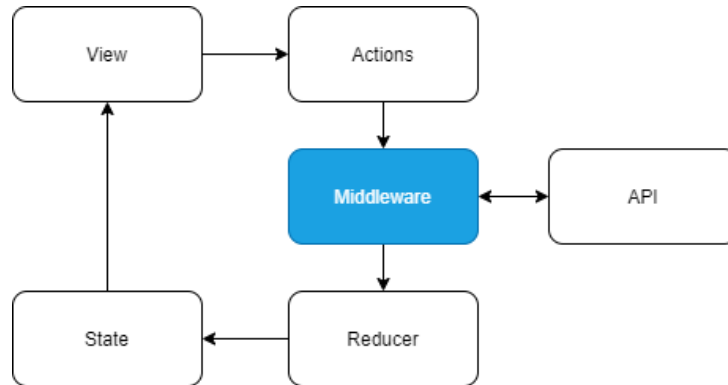 View
Actions
Middleware
API
State
Reducer